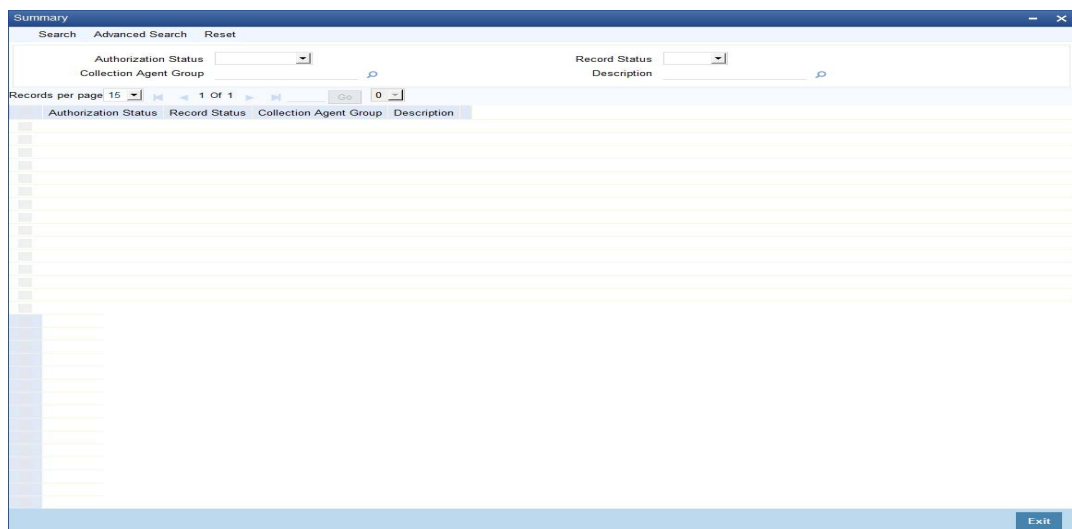 Summary
Search Advanced Search Reset
Authorization Status Record Status
Collection Agent Group Description
Records per page 15 1 Of 1 Go 0
Authorization Status Record Status Collection Agent Group Description
Exit